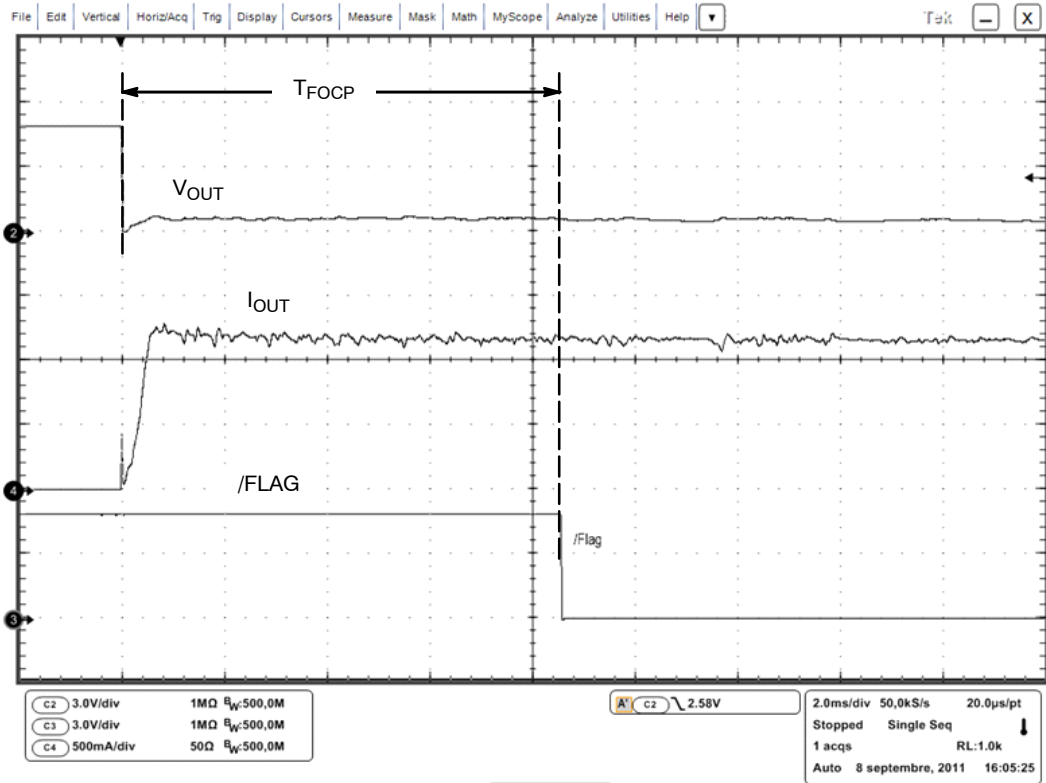 File Edit Vertical Horiz/Acq Trig Display Cursors Measure Mask Math MyScope Analyze Utilities Help Tek X
TFOCP
VOUT
2
IOUT
4
/FLAG
/Flag
3
C2 3.0V/div 1MΩ BW:500,0M
C3 3.0V/div 1MΩ BW:500,0M
C4 500mA/div 50Ω BW:500,0M
A' C2 2.58V
2.0ms/div 50,0kS/s 20.0µs/pt
Stopped Single Seq
1 acqs RL:1.0k
Auto 8 septembre, 2011 16:05:25